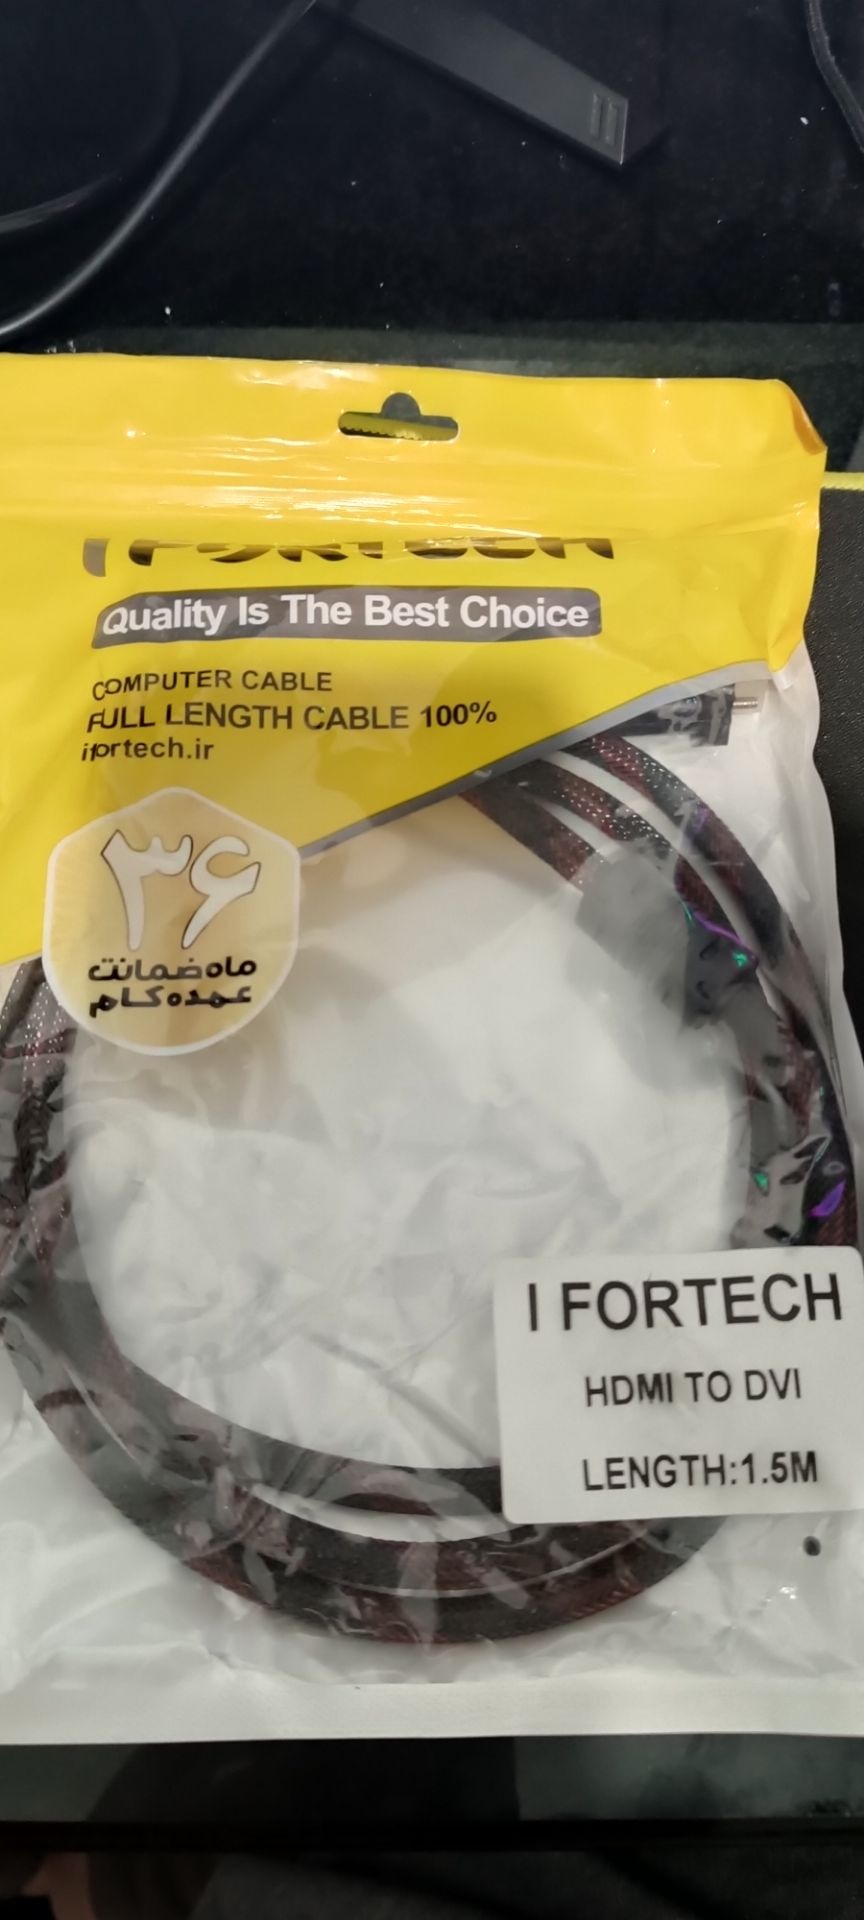 I FORTECH
Quality Is The Best Choice
COMPUTER CABLE
FULL LENGTH CABLE 100%
ifortech.ir
۳۶
ماه ضمانت
عمده کام
I FORTECH
HDMI TO DVI
LENGTH:1.5M